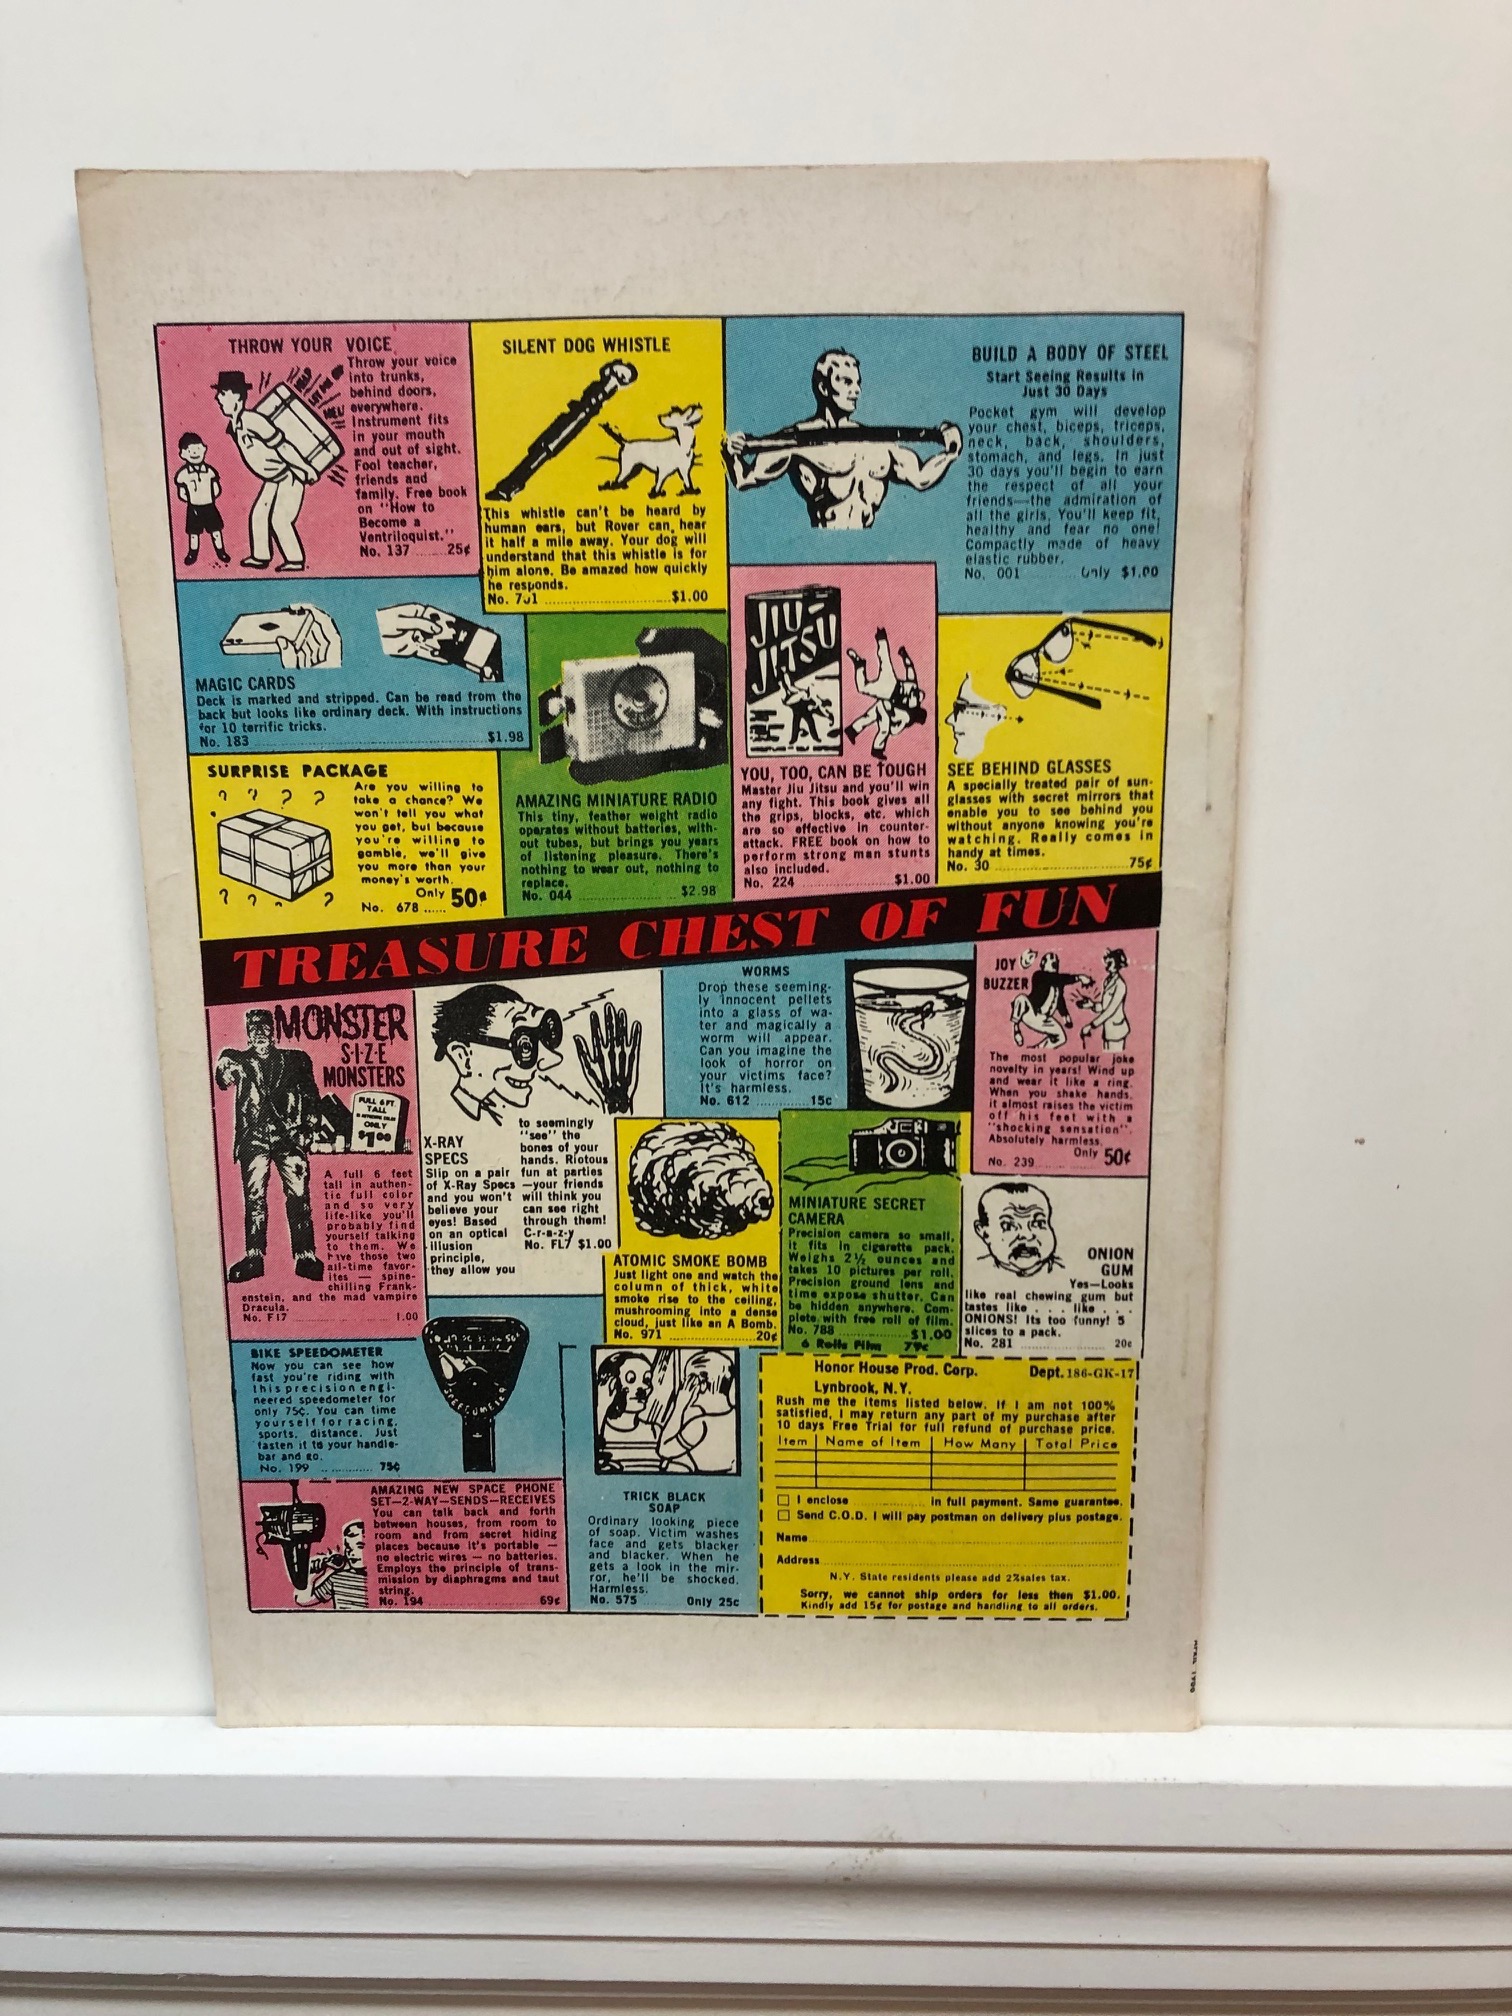 THROW YOUR VOICE
Throw your voice
into trunks,
behind doors,
everywhere.
Instrument fits
in your mouth
and out of sight.
Fool teacher,
friends and
family. Free book
on "How to
Become a
Ventriloquist."
No. 137 ......25¢
SILENT DOG WHISTLE
This whistle can't be heard by
human ears, but Rover can hear
it half a mile away. Your dog will
understand that this whistle is for
him alone. Be amazed how quickly
he responds.
No. 701 ............ $1.00
BUILD A BODY OF STEEL
Start Seeing Results in
Just 30 Days
Pocket gym will develop
your chest, biceps, triceps,
neck, back, shoulders,
stomach, and legs. In just
30 days you'll begin to earn
the respect of all your
friends—the admiration of
all the girls. You'll keep fit,
healthy and fear no one!
Compactly made of heavy
elastic rubber.
No. 001 ............ Only $1.00
MAGIC CARDS
Deck is marked and stripped. Can be read from the
back but looks like ordinary deck. With instructions
for 10 terrific tricks.
No. 183 ............ $1.98
AMAZING MINIATURE RADIO
This tiny, feather weight radio
operates without batteries, with-
out tubes, but brings you years
of listening pleasure. There's
nothing to wear out, nothing to
replace.
No. 044 ............ $2.98
JIU-
JITSU
YOU, TOO, CAN BE TOUGH
Master Jiu Jitsu and you'll win
any fight. This book gives all
the grips, blocks, etc. which
are so effective in counter-
attack. FREE book on how to
perform strong man stunts
also included.
No. 224 ............ $1.00
SEE BEHIND GLASSES
A specially treated pair of sun-
glasses with secret mirrors that
enable you to see behind you
without anyone knowing you're
watching. Really comes in
handy at times.
No. 30 ............ 75¢
SURPRISE PACKAGE
? ? ? ?
Are you willing to
take a chance? We
won't tell you what
you get, but because
you're willing to
gamble, we'll give
you more than your
money's worth.
Only 50¢
No. 678 ......
TREASURE CHEST OF FUN
MONSTER
S-I-Z-E
MONSTERS
FULL 6 FT.
TALL
ONLY
$1.00
A full 6 feet
tall in authen-
tic full color
and so very
life-like you'll
probably find
yourself talking
to them. We
have those two
all-time favor-
ites — spine-
chilling Frank-
enstein, and the mad vampire
Dracula.
No. F17 ............ 1.00
X-RAY
SPECS
Slip on a pair
of X-Ray Specs
and you won't
believe your
eyes! Based
on an optical
illusion
principle,
they allow you
to seemingly
"see" the
bones of your
hands. Riotous
fun at parties
—your friends
will think you
can see right
through them!
C-r-a-z-y
No. FL7 $1.00
WORMS
Drop these seeming-
ly innocent pellets
into a glass of wa-
ter and magically a
worm will appear.
Can you imagine the
look of horror on
your victims face?
It's harmless.
No. 612 ............ 15c
JOY
BUZZER
The most popular joke
novelty in years! Wind up
and wear it like a ring.
When you shake hands,
it almost raises the victim
off his feet with a
"shocking sensation".
Absolutely harmless.
Only 50¢
No. 239 ............
ATOMIC SMOKE BOMB
Just light one and watch the
column of thick, white
smoke rise to the ceiling,
mushrooming into a dense
cloud, just like an A Bomb.
No. 971 ............ 20¢
MINIATURE SECRET
CAMERA
Precision camera so small,
it fits in cigarette pack.
Weighs 2½ ounces and
takes 10 pictures per roll.
Precision ground lens and
time expose shutter. Can
be hidden anywhere. Com-
plete with free roll of film.
No. 788 ............ $1.00
6 Rolls Film 79c
ONION
GUM
Yes—Looks
like real chewing gum but
tastes like . . . like . . .
ONIONS! Its too funny! 5
slices to a pack.
No. 281 ............ 20c
BIKE SPEEDOMETER
Now you can see how
fast you're riding with
this precision engi-
neered speedometer for
only 75¢. You can time
yourself for racing,
sports, distance. Just
fasten it to your handle-
bar and go.
No. 199 ............ 75¢
SPEEDOMETER
AMAZING NEW SPACE PHONE
SET—2-WAY—SENDS—RECEIVES
You can talk back and forth
between houses, from room to
room and from secret hiding
places because it's portable —
no electric wires — no batteries.
Employs the principle of trans-
mission by diaphragms and taut
string.
No. 194 ............ 69¢
TRICK BLACK
SOAP
Ordinary looking piece
of soap. Victim washes
face and gets blacker
and blacker. When he
gets a look in the mir-
ror, he'll be shocked.
Harmless.
No. 575 ...... Only 25c
Honor House Prod. Corp. Dept. 186-GK-17
Lynbrook, N.Y.
Rush me the items listed below. If I am not 100%
satisfied, I may return any part of my purchase after
10 days Free Trial for full refund of purchase price.
Item Name of Item How Many Total Price
I enclose ............ in full payment. Same guarantee.
Send C.O.D. I will pay postman on delivery plus postage.
Name............
Address............
N.Y. State residents please add 2% sales tax.
Sorry, we cannot ship orders for less than $1.00.
Kindly add 15¢ for postage and handling to all orders.